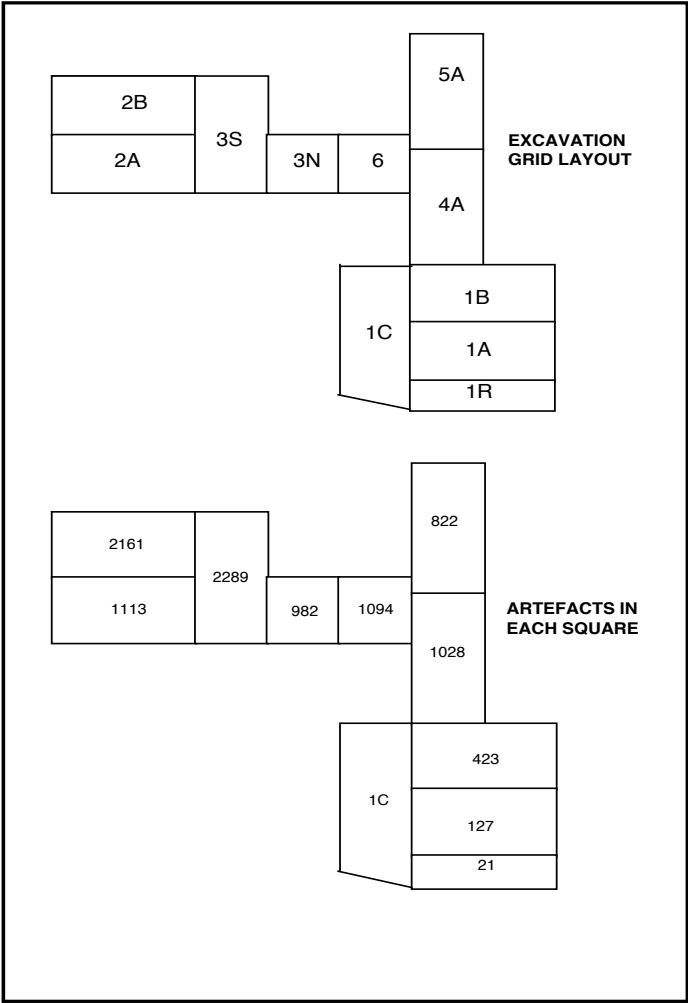 5A
2B
3S
EXCAVATION
GRID LAYOUT
2A
3N
6
4A
1B
1C
1A
1R
822
2161
2289
1113
982
1094
ARTEFACTS IN
EACH SQUARE
1028
423
1C
127
21